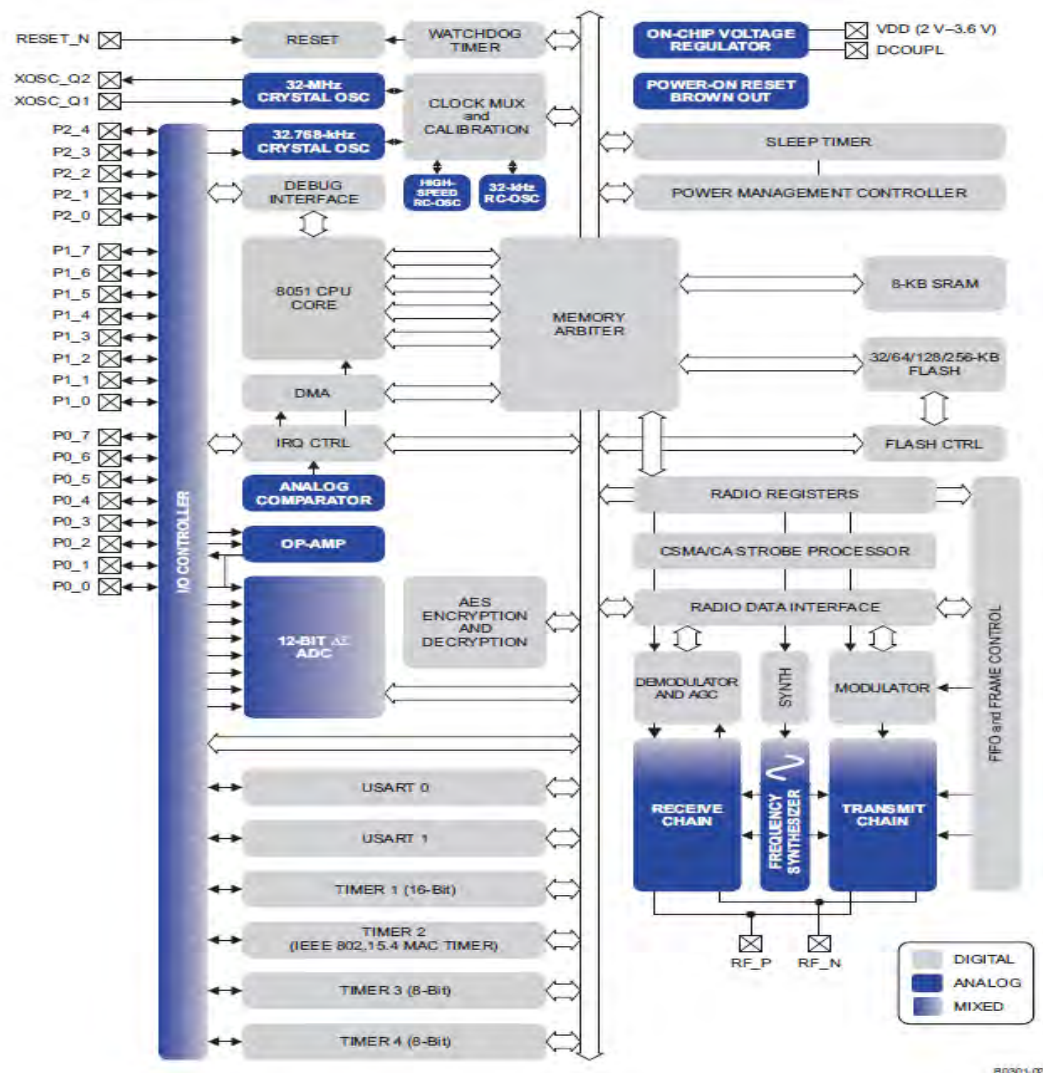 RESET_N
RESET
WATCHDOG
TIMER
ON-CHIP VOLTAGE
REGULATOR
VDD (2 V–3.6 V)
DCOUPL
XOSC_Q2
XOSC_Q1
32-MHz
CRYSTAL OSC
CLOCK MUX
and
CALIBRATION
POWER-ON RESET
BROWN OUT
P2_4
P2_3
P2_2
P2_1
P2_0
32.768-kHz
CRYSTAL OSC
SLEEP TIMER
DEBUG
INTERFACE
HIGH-
SPEED
RC-OSC
32-kHz
RC-OSC
POWER MANAGEMENT CONTROLLER
P1_7
P1_6
P1_5
P1_4
P1_3
P1_2
P1_1
P1_0
8051 CPU
CORE
MEMORY
ARBITER
8-KB SRAM
32/64/128/256-KB
FLASH
DMA
P0_7
P0_6
P0_5
P0_4
P0_3
P0_2
P0_1
P0_0
I/O CONTROLLER
IRQ CTRL
FLASH CTRL
ANALOG
COMPARATOR
RADIO REGISTERS
OP-AMP
CSMA/CA STROBE PROCESSOR
12-BIT ΔΣ
ADC
AES
ENCRYPTION
AND
DECRYPTION
RADIO DATA INTERFACE
FIFO and FRAME CONTROL
DEMODULATOR
AND AGC
SYNTH
MODULATOR
RECEIVE
CHAIN
FREQUENCY
SYNTHESIZER
TRANSMIT
CHAIN
USART 0
USART 1
TIMER 1 (16-Bit)
TIMER 2
(IEEE 802.15.4 MAC TIMER)
TIMER 3 (8-Bit)
TIMER 4 (8-Bit)
RF_P
RF_N
DIGITAL
ANALOG
MIXED